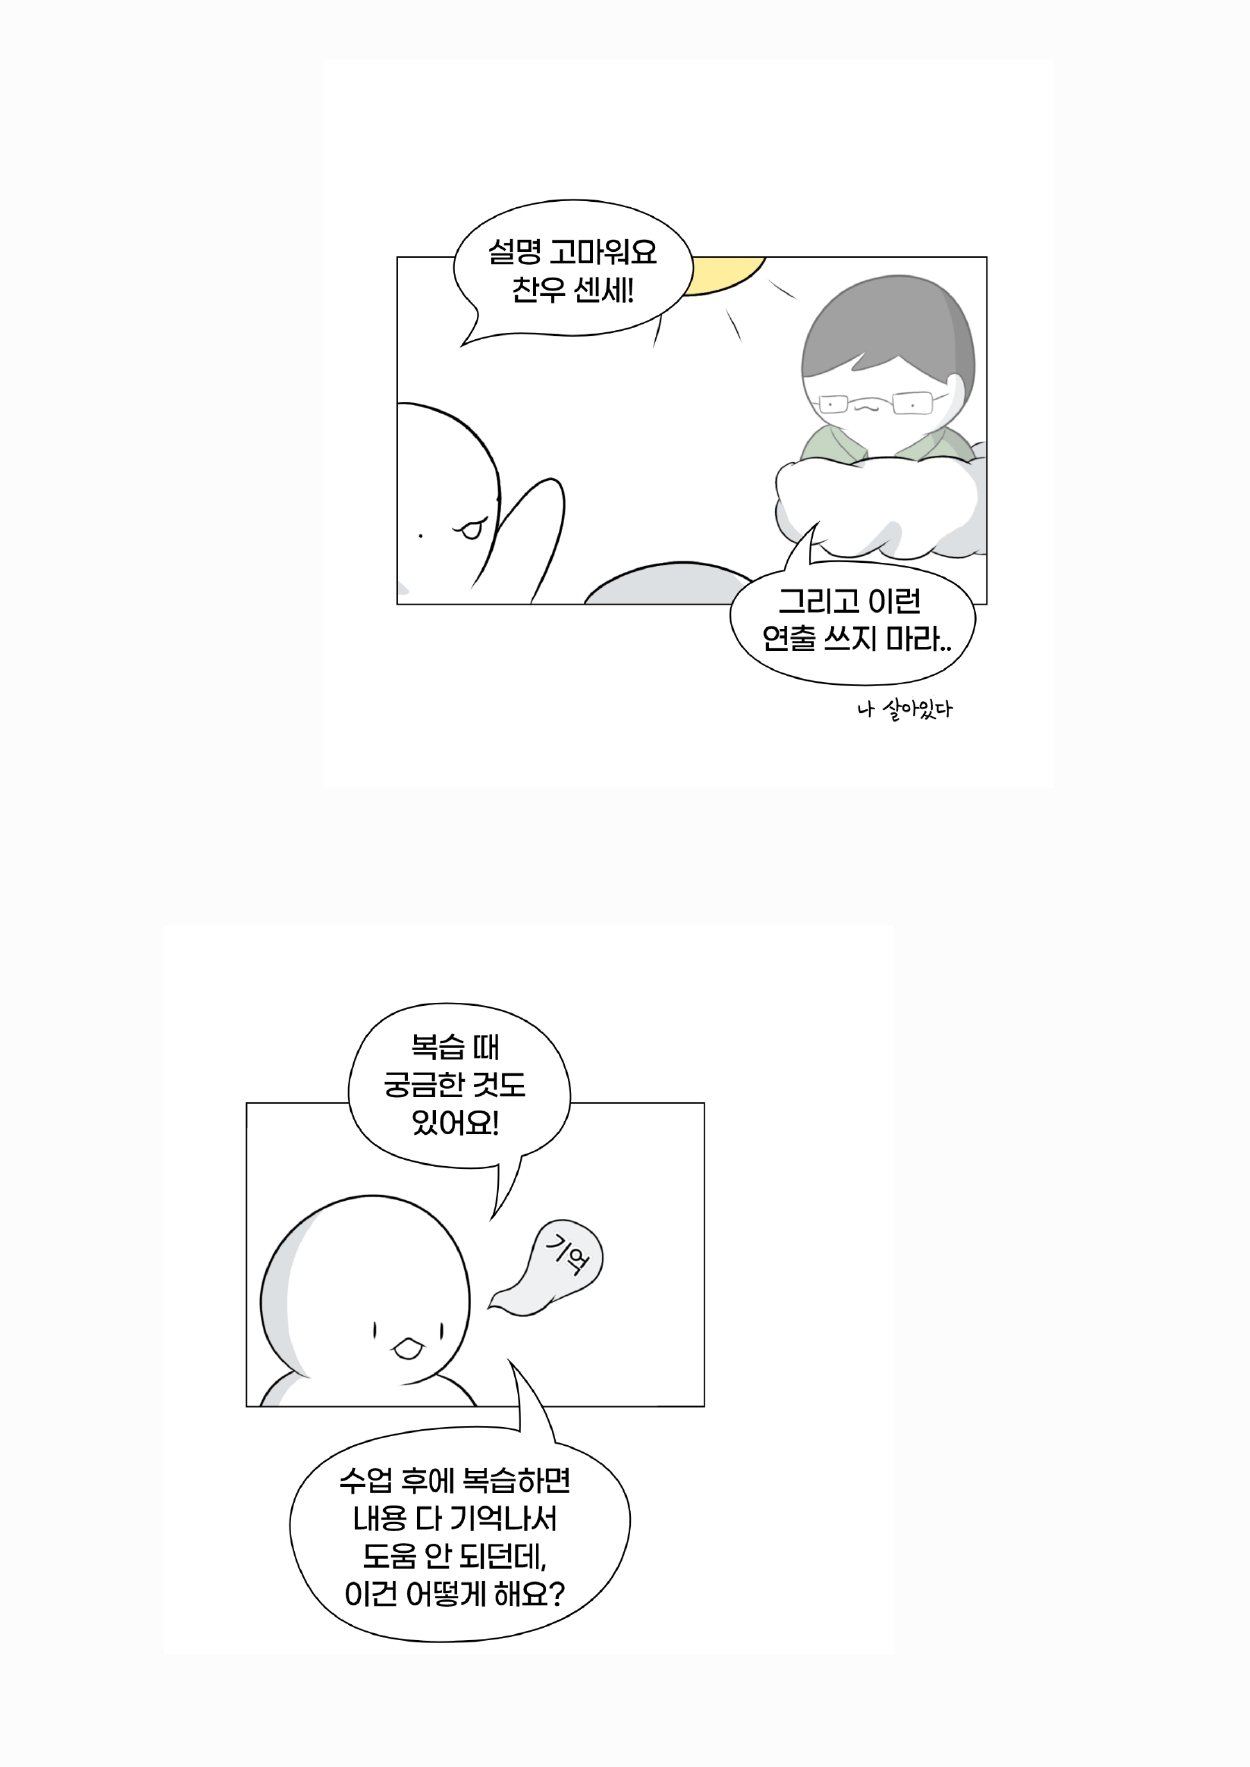 설명 고마워요
찬우 센세!
그리고 이런
연출 쓰지 마라..
나 살아있다
복습 때
궁금한 것도
있어요!
기억
수업 후에 복습하면
내용 다 기억나서
도움 안 되던데,
이건 어떻게 해요?